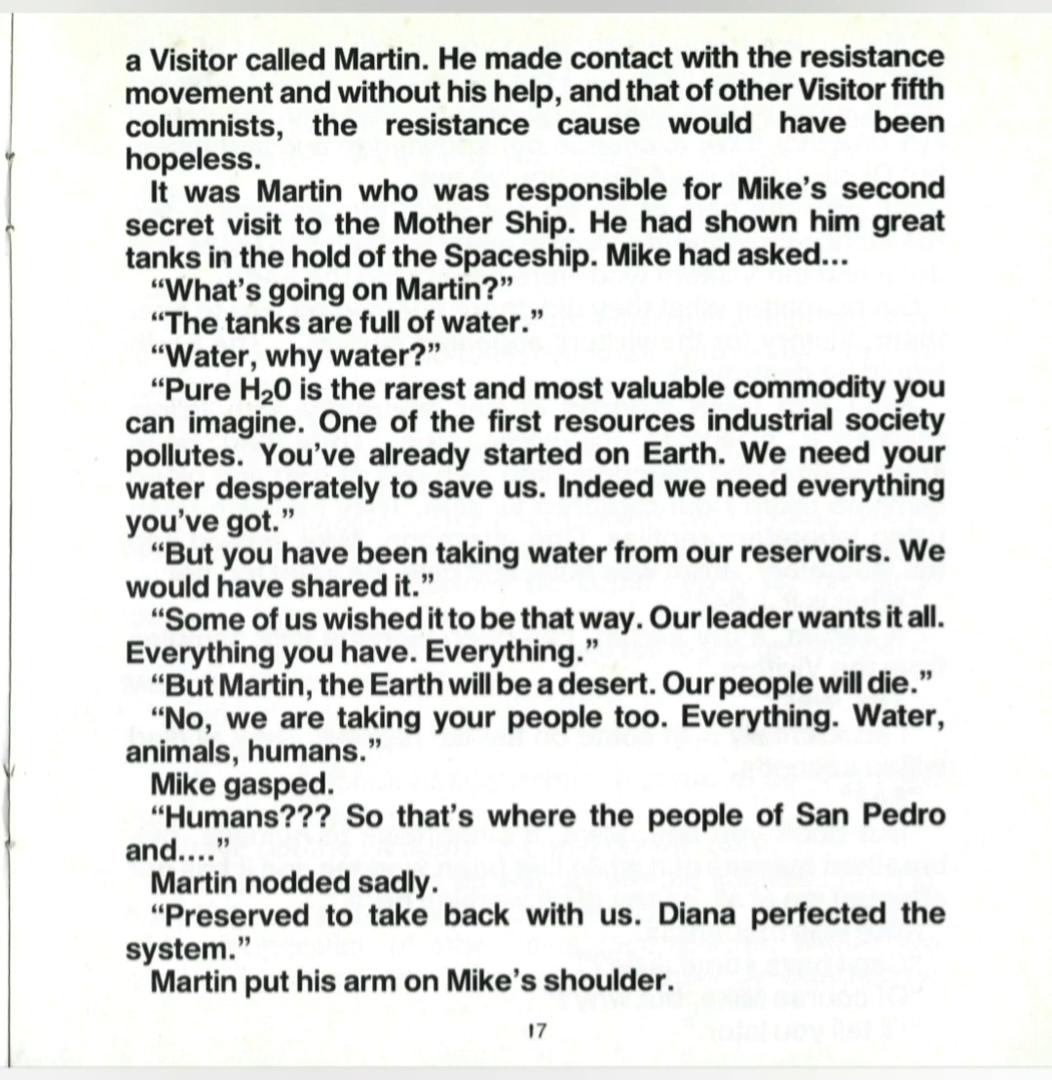 a Visitor called Martin. He made contact with the resistance
movement and without his help, and that of other Visitor fifth
columnists, the resistance cause would have been
hopeless.
It was Martin who was responsible for Mike’s second
secret visit to the Mother Ship. He had shown him great
tanks in the hold of the Spaceship. Mike had asked...
“What’s going on Martin?”
“The tanks are full of water.”
“Water, why water?”
“Pure H₂0 is the rarest and most valuable commodity you
can imagine. One of the first resources industrial society
pollutes. You’ve already started on Earth. We need your
water desperately to save us. Indeed we need everything
you’ve got.”
“But you have been taking water from our reservoirs. We
would have shared it.”
“Some of us wished it to be that way. Our leader wants it all.
Everything you have. Everything.”
“But Martin, the Earth will be a desert. Our people will die.”
“No, we are taking your people too. Everything. Water,
animals, humans.”
Mike gasped.
“Humans??? So that’s where the people of San Pedro
and....”
Martin nodded sadly.
“Preserved to take back with us. Diana perfected the
system.”
Martin put his arm on Mike’s shoulder.
17